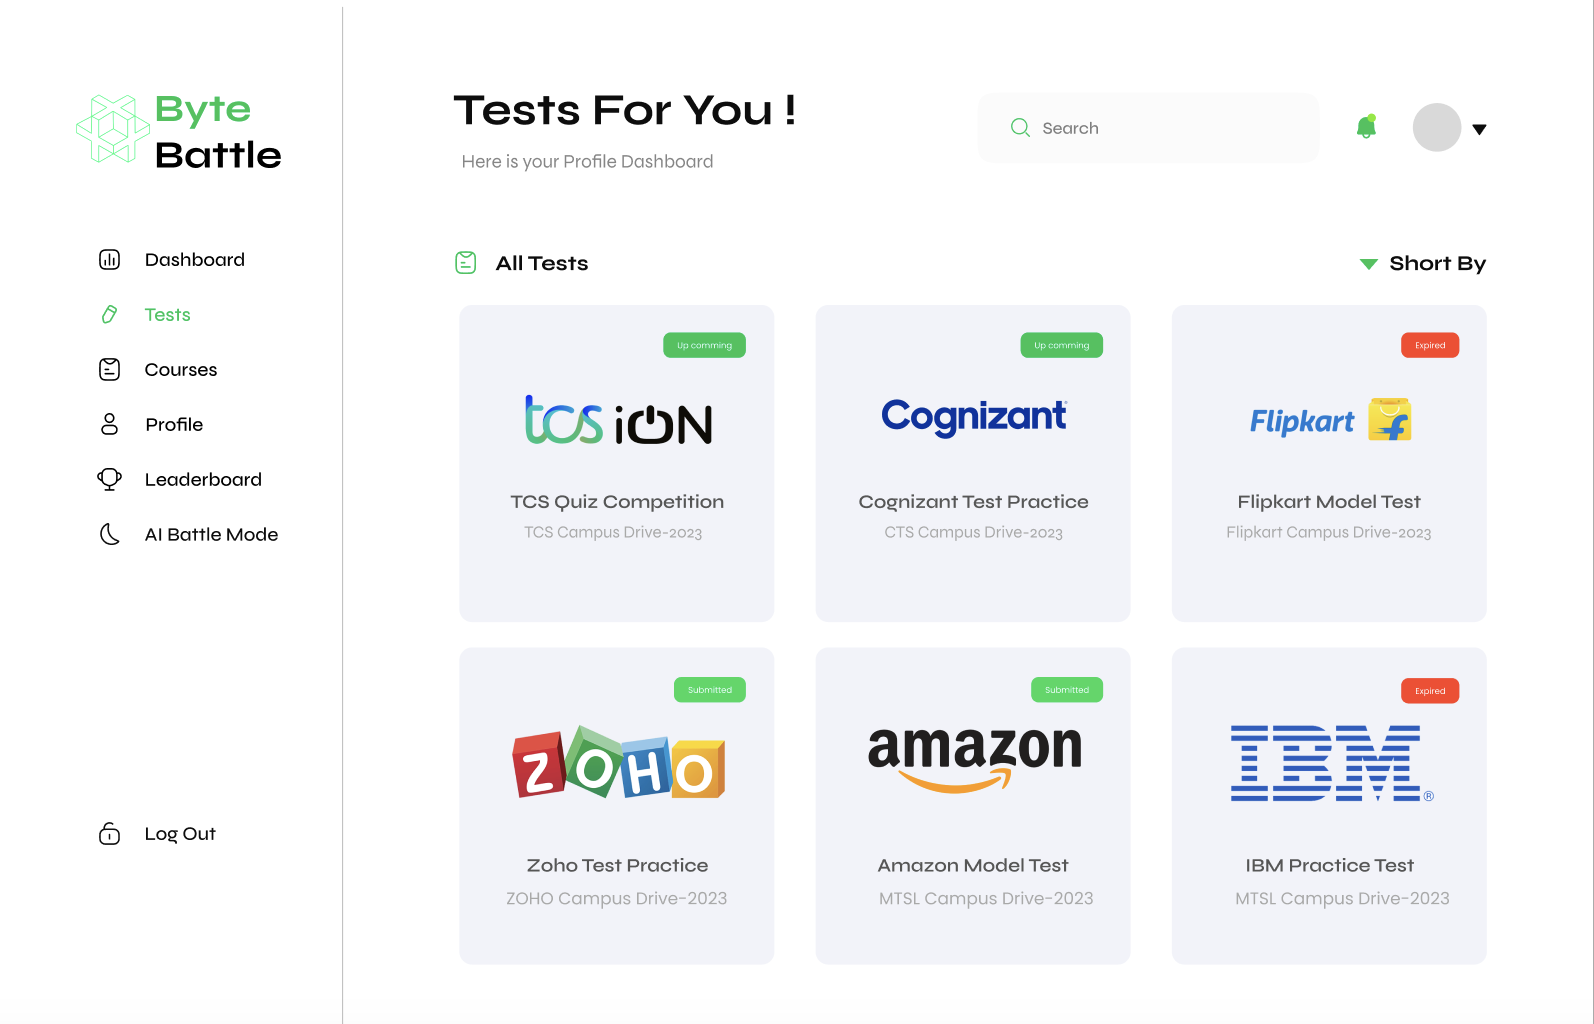 Byte
Battle
Dashboard
Tests
Courses
Profile
Leaderboard
AI Battle Mode
Log Out
Tests For You !
Here is your Profile Dashboard
Search
All Tests
Short By
Up comming
tcs iON
TCS Quiz Competition
TCS Campus Drive-2023
Up comming
Cognizant
Cognizant Test Practice
CTS Campus Drive-2023
Expired
Flipkart
Flipkart Model Test
Flipkart Campus Drive-2023
Submitted
ZOHO
Zoho Test Practice
ZOHO Campus Drive-2023
Submitted
amazon
Amazon Model Test
MTSL Campus Drive-2023
Expired
IBM®
IBM Practice Test
MTSL Campus Drive-2023